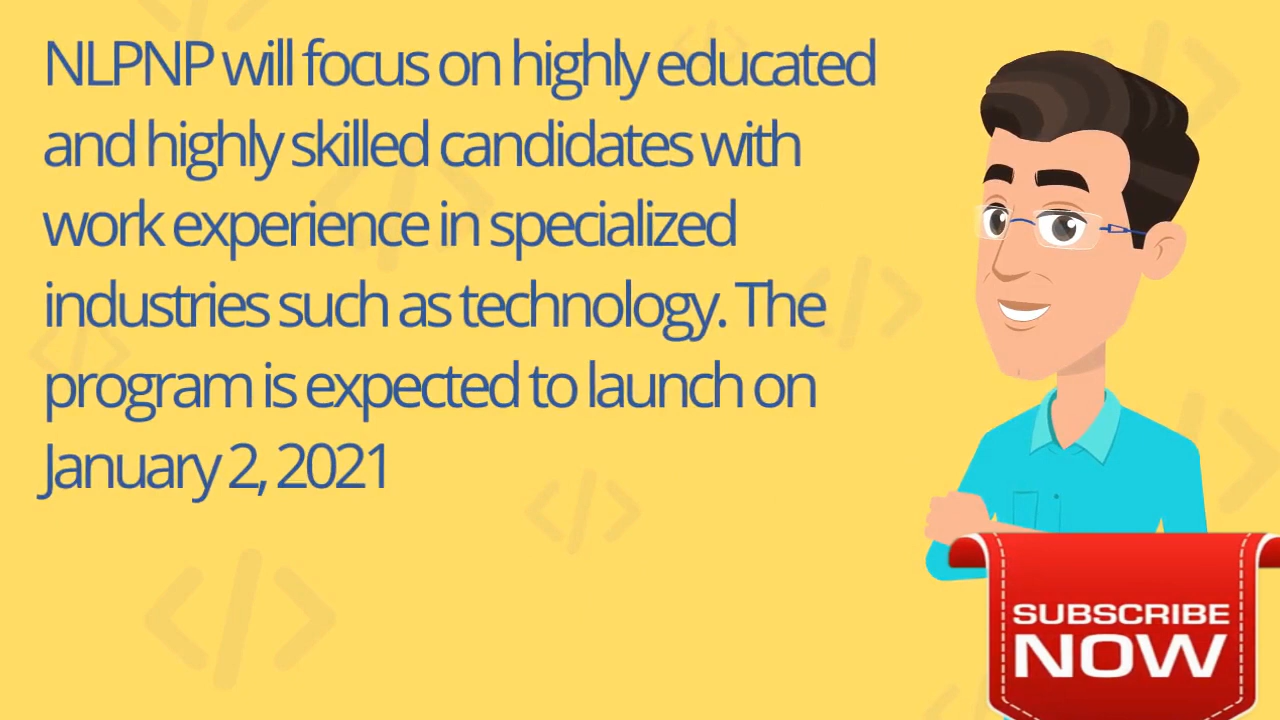 NLPNP will focus on highly educated
and highly skilled candidates with
work experience in specialized
industries such as technology. The
program is expected to launch on
January 2, 2021
SUBSCRIBE
NOW